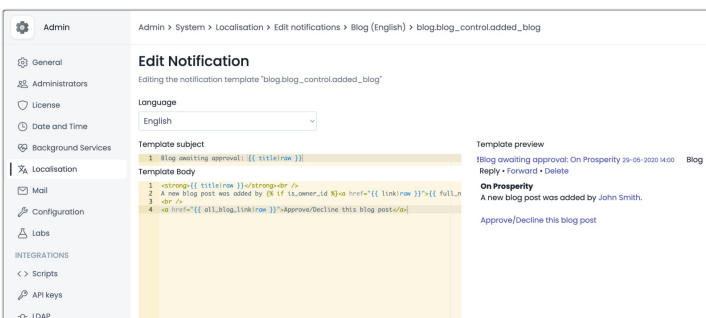 Admin
Admin > System > Localisation > Edit notifications > Blog (English) > blog.blog_control.added_blog
General
Administrators
License
Date and Time
Background Services
Localisation
Mail
Configuration
Labs
INTEGRATIONS
Scripts
API keys
LDAP
Edit Notification
Editing the notification template "blog.blog_control.added_blog"
Language
English
Template subject
1 Blog awaiting approval: {{ title|raw }}
Template Body
1 <strong>{{ title|raw }}</strong><br />
2 A new blog post was added by {% if is_owner_id %}<a href="{{ link|raw }}">{{ full_n
3 <br />
4 <a href="{{ all_blog_link|raw }}">Approve/Decline this blog post</a>
Template preview
!Blog awaiting approval: On Prosperity 29-05-2020 14:00 Blog
Reply • Forward • Delete
On Prosperity
A new blog post was added by John Smith.
Approve/Decline this blog post